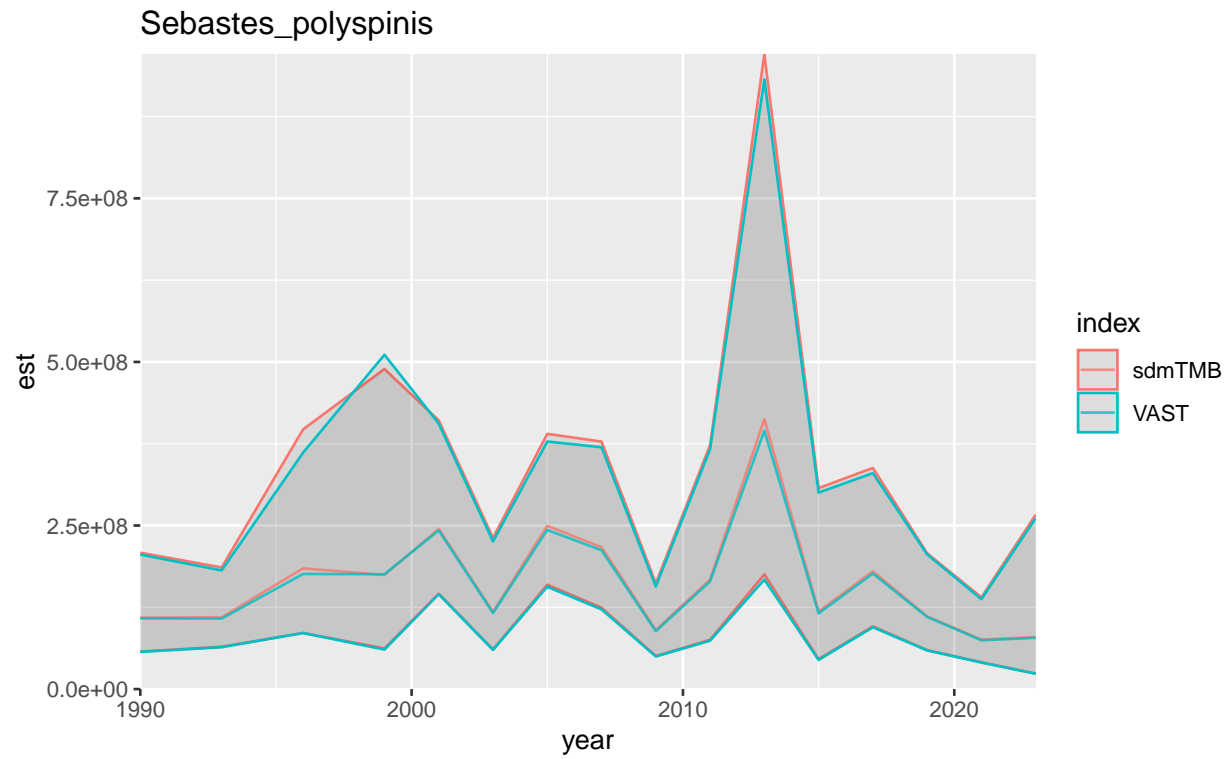 Sebastes_polyspinis
7.5e+08
5.0e+08
2.5e+08
0.0e+00
est
1990
2000
2010
2020
year
index
sdmTMB
VAST